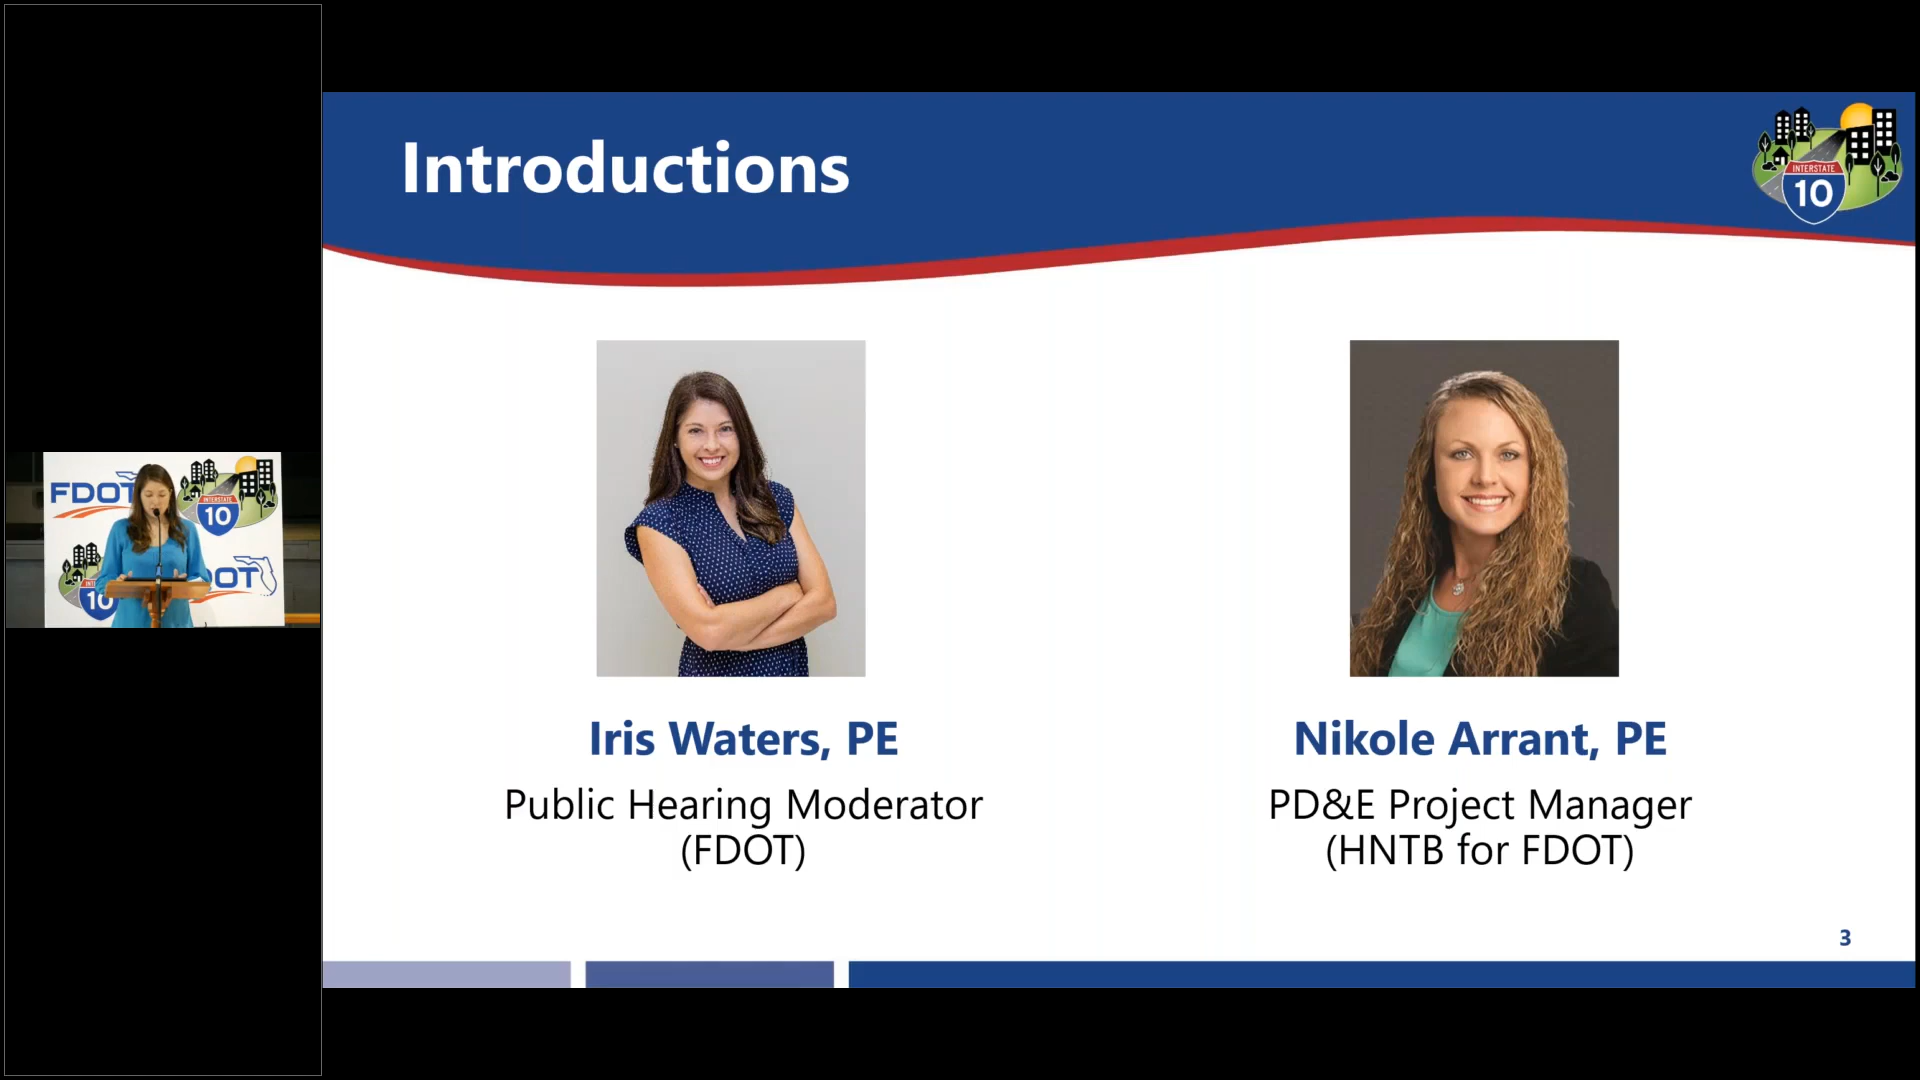 Introductions
INTERSTATE
10
FDOT
INTERSTATE
10
OT
10
Iris Waters, PE
Nikole Arrant, PE
Public Hearing Moderator
(FDOT)
PD&E Project Manager
(HNTB for FDOT)
3